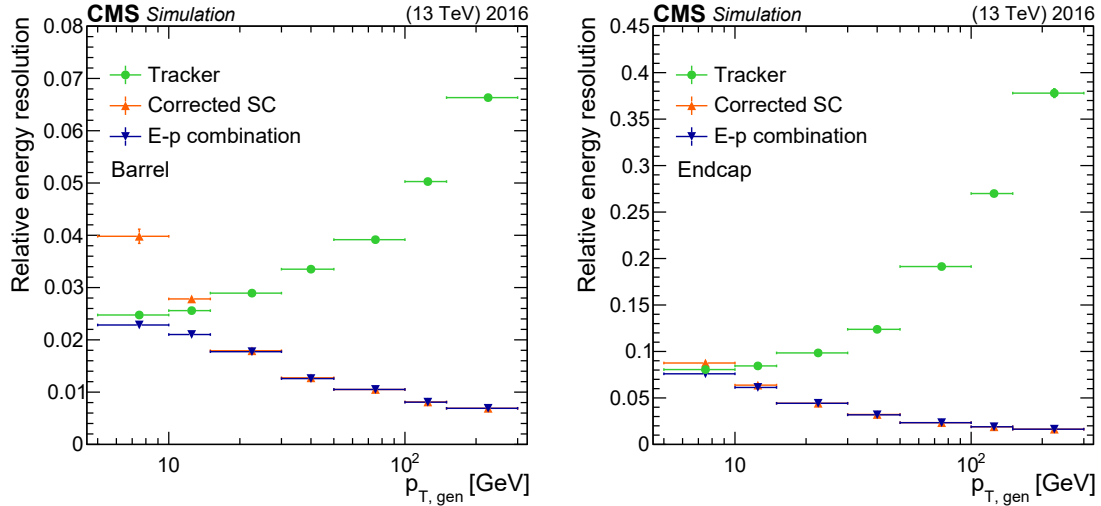 CMS Simulation (13 TeV) 2016
Relative energy resolution
0.08
0.07
0.06
0.05
0.04
0.03
0.02
0.01
0
Tracker
Corrected SC
E-p combination
Barrel
10
10²
p_T, gen [GeV]
CMS Simulation (13 TeV) 2016
Relative energy resolution
0.45
0.4
0.35
0.3
0.25
0.2
0.15
0.1
0.05
0
Tracker
Corrected SC
E-p combination
Endcap
10
10²
p_T, gen [GeV]